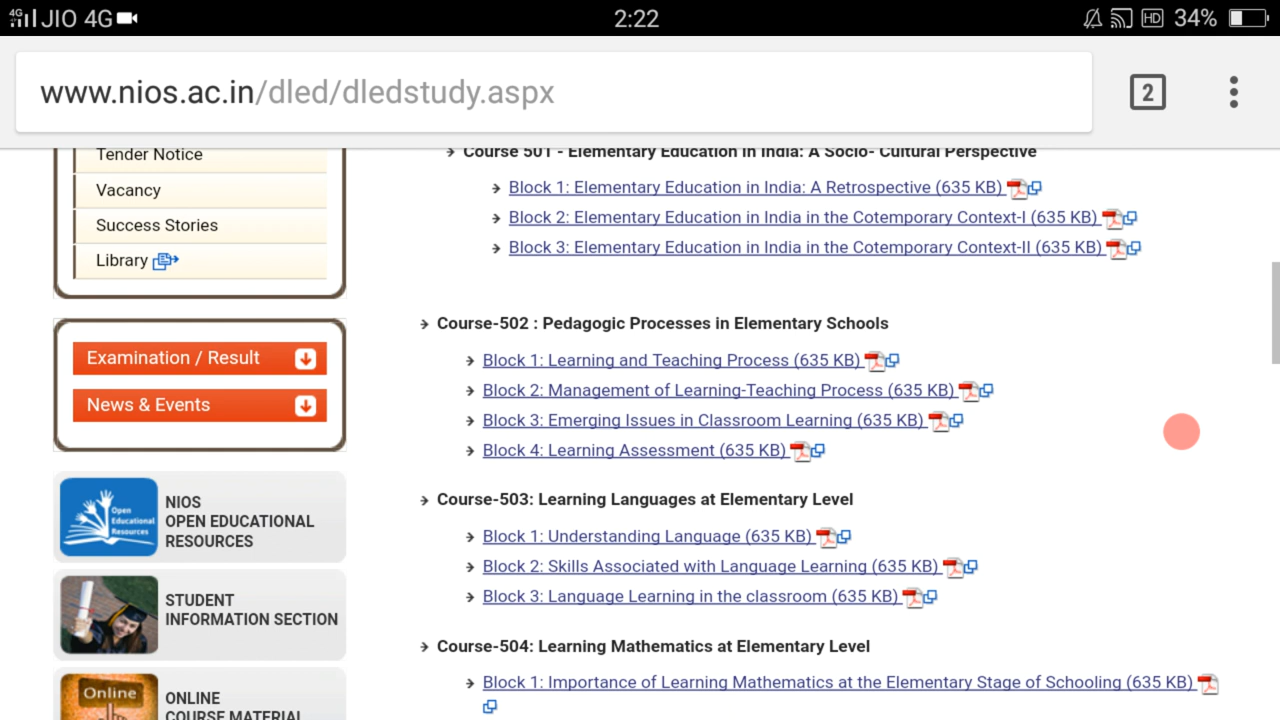 4G JIO 4G 2:22 HD 34%
www.nios.ac.in/dled/dledstudy.aspx
2
Tender Notice
Vacancy
Success Stories
Library
Examination / Result
News & Events
Open
Educational
Resources
NIOS
OPEN EDUCATIONAL
RESOURCES
STUDENT
INFORMATION SECTION
Online
ONLINE
COURSE MATERIAL
Course 501 - Elementary Education in India: A Socio- Cultural Perspective
Block 1: Elementary Education in India: A Retrospective (635 KB)
Block 2: Elementary Education in India in the Cotemporary Context-I (635 KB)
Block 3: Elementary Education in India in the Cotemporary Context-II (635 KB)
Course-502 : Pedagogic Processes in Elementary Schools
Block 1: Learning and Teaching Process (635 KB)
Block 2: Management of Learning-Teaching Process (635 KB)
Block 3: Emerging Issues in Classroom Learning (635 KB)
Block 4: Learning Assessment (635 KB)
Course-503: Learning Languages at Elementary Level
Block 1: Understanding Language (635 KB)
Block 2: Skills Associated with Language Learning (635 KB)
Block 3: Language Learning in the classroom (635 KB)
Course-504: Learning Mathematics at Elementary Level
Block 1: Importance of Learning Mathematics at the Elementary Stage of Schooling (635 KB)